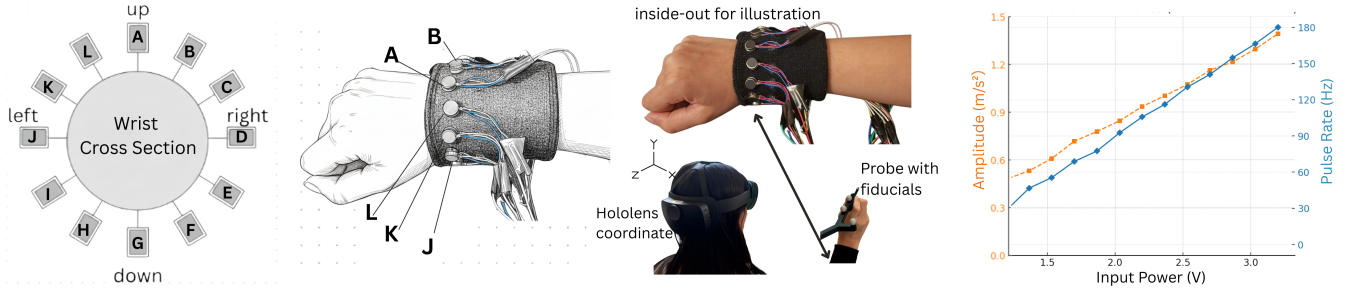 up
A
B
C
D
E
F
G
H
I
J
K
L
left
right
Wrist
Cross Section
down
B
A
L
K
J
inside-out for illustration
Y
Z
X
Hololens
coordinate
Probe with
fiducials
1.5
1.2
0.9
0.6
0.3
0.0
Amplitude (m/s²)
180
150
120
90
60
30
0
Pulse Rate (Hz)
1.5
2.0
2.5
3.0
Input Power (V)